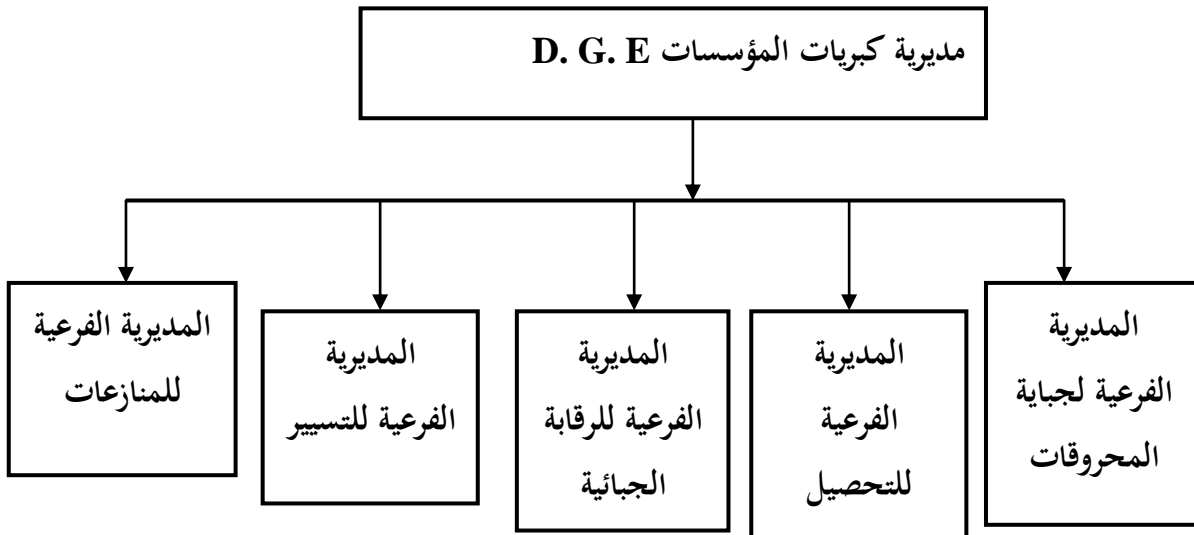 مديرية كبريات المؤسسات D. G. E
المديرية
الفرعية لجباية
المحروقات
المديرية
الفرعية
للتحصيل
المديرية
الفرعية للرقابة
الجبائية
المديرية
الفرعية للتسيير
المديرية الفرعية
للمنازعات